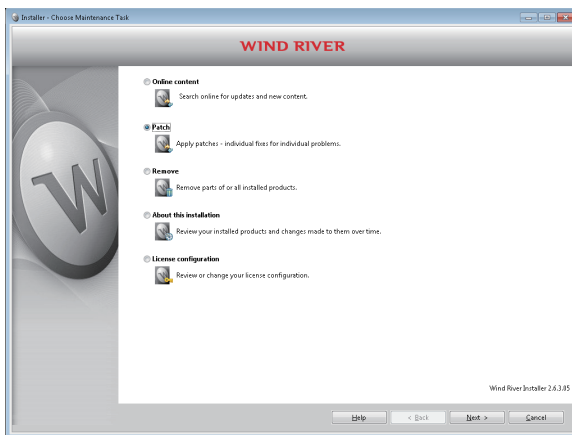 Installer - Choose Maintenance Task
WIND RIVER
Online content
Search online for updates and new content.
Patch
Apply patches - individual fixes for individual problems.
Remove
Remove parts of or all installed products.
About this installation
Review your installed products and changes made to them over time.
License configuration
Review or change your license configuration.
W
Wind River Installer 2.6.3.05
Help
< Back
Next >
Cancel